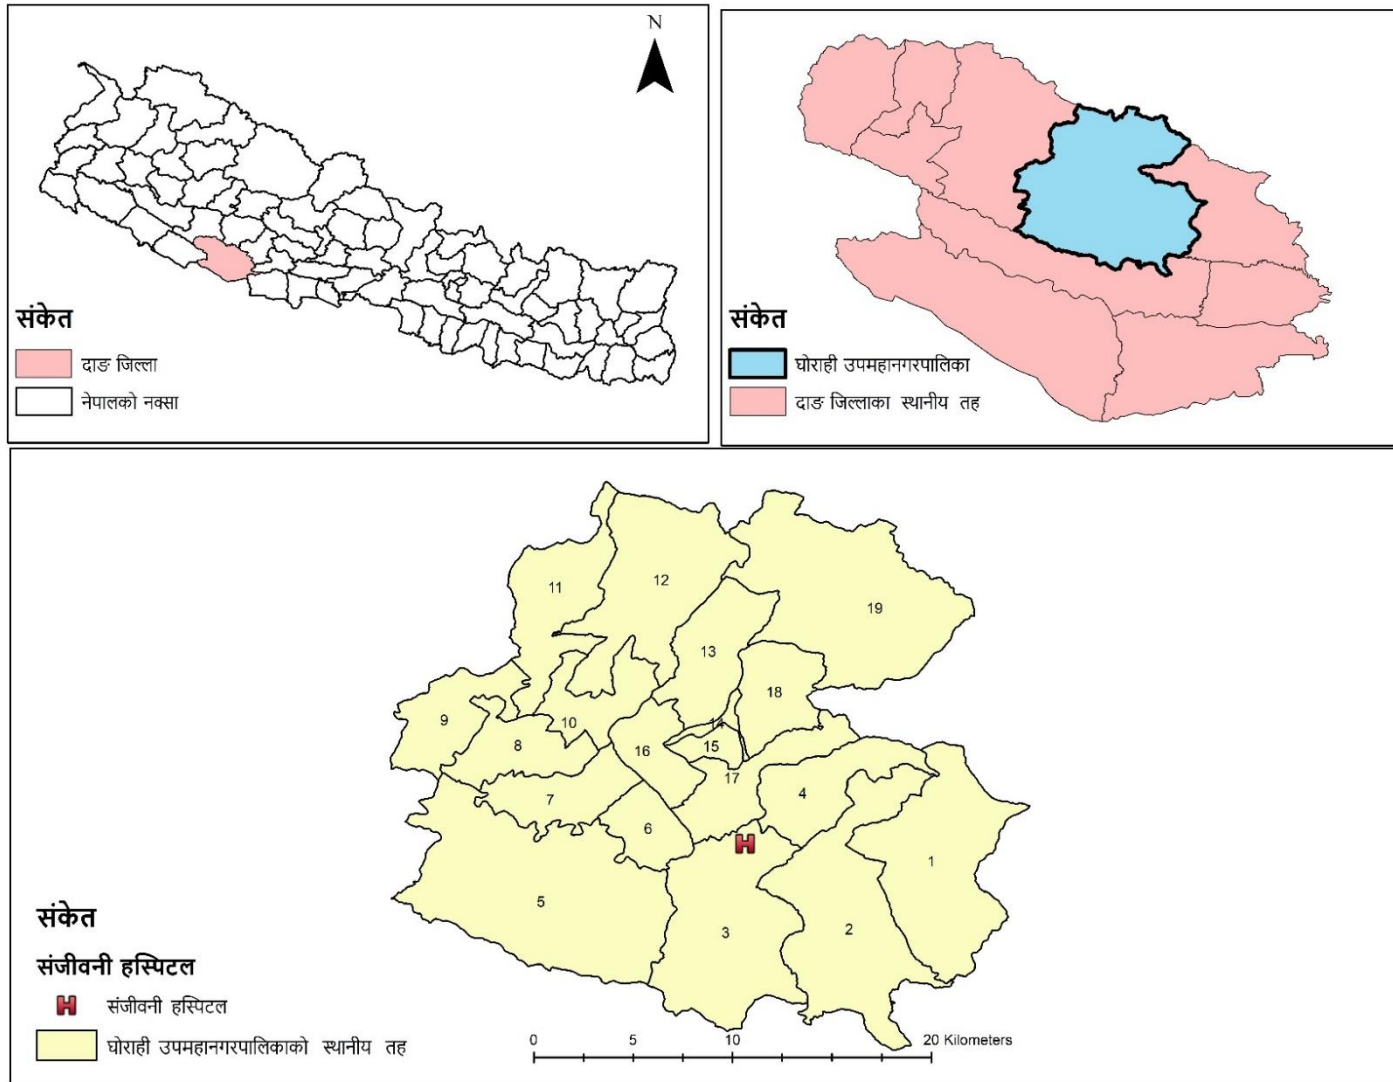 N
संकेत
दाङ जिल्ला
नेपालको नक्सा
संकेत
घोराही उपमहानगरपालिका
दाङ जिल्लाका स्थानीय तह
11
12
19
13
18
9
10
14
8
16
15
17
7
4
6
1
5
3
2
H
संकेत
संजीवनी हस्पिटल
H संजीवनी हस्पिटल
घोराही उपमहानगरपालिकाको स्थानीय तह
0 5 10 20 Kilometers